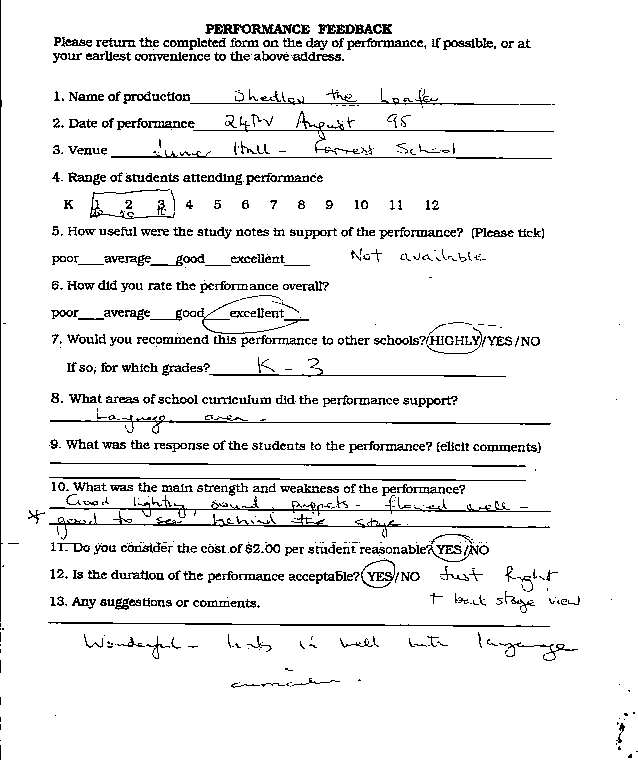 PERFORMANCE FEEDBACK
Please return the completed form on the day of performance, if possible, or at
your earliest convenience to the above address.
1. Name of production the Loafer
2. Date of performance August 95
3. Venue Hall - Forrest School
4. Range of students attending performance
K 1 2 3 4 5 6 7 8 9 10 11 12
5. How useful were the study notes in support of the performance? (Please tick)
poor___average___good___excellent___ Not available
6. How did you rate the performance overall?
poor___average___good___excellent___
7. Would you recommend this performance to other schools? (HIGHLY)/YES/NO
If so, for which grades? K - 3
8. What areas of school curriculum did the performance support?
Language area.
9. What was the response of the students to the performance? (elicit comments)
10. What was the main strength and weakness of the performance?
Good lighting, sound, puppets - flowed well -
* good to see behind the stage.
11. Do you consider the cost of $2.00 per student reasonable? YES/NO
12. Is the duration of the performance acceptable? YES/NO Just Right
13. Any suggestions or comments. + back stage view
Wonderful - links in well with language